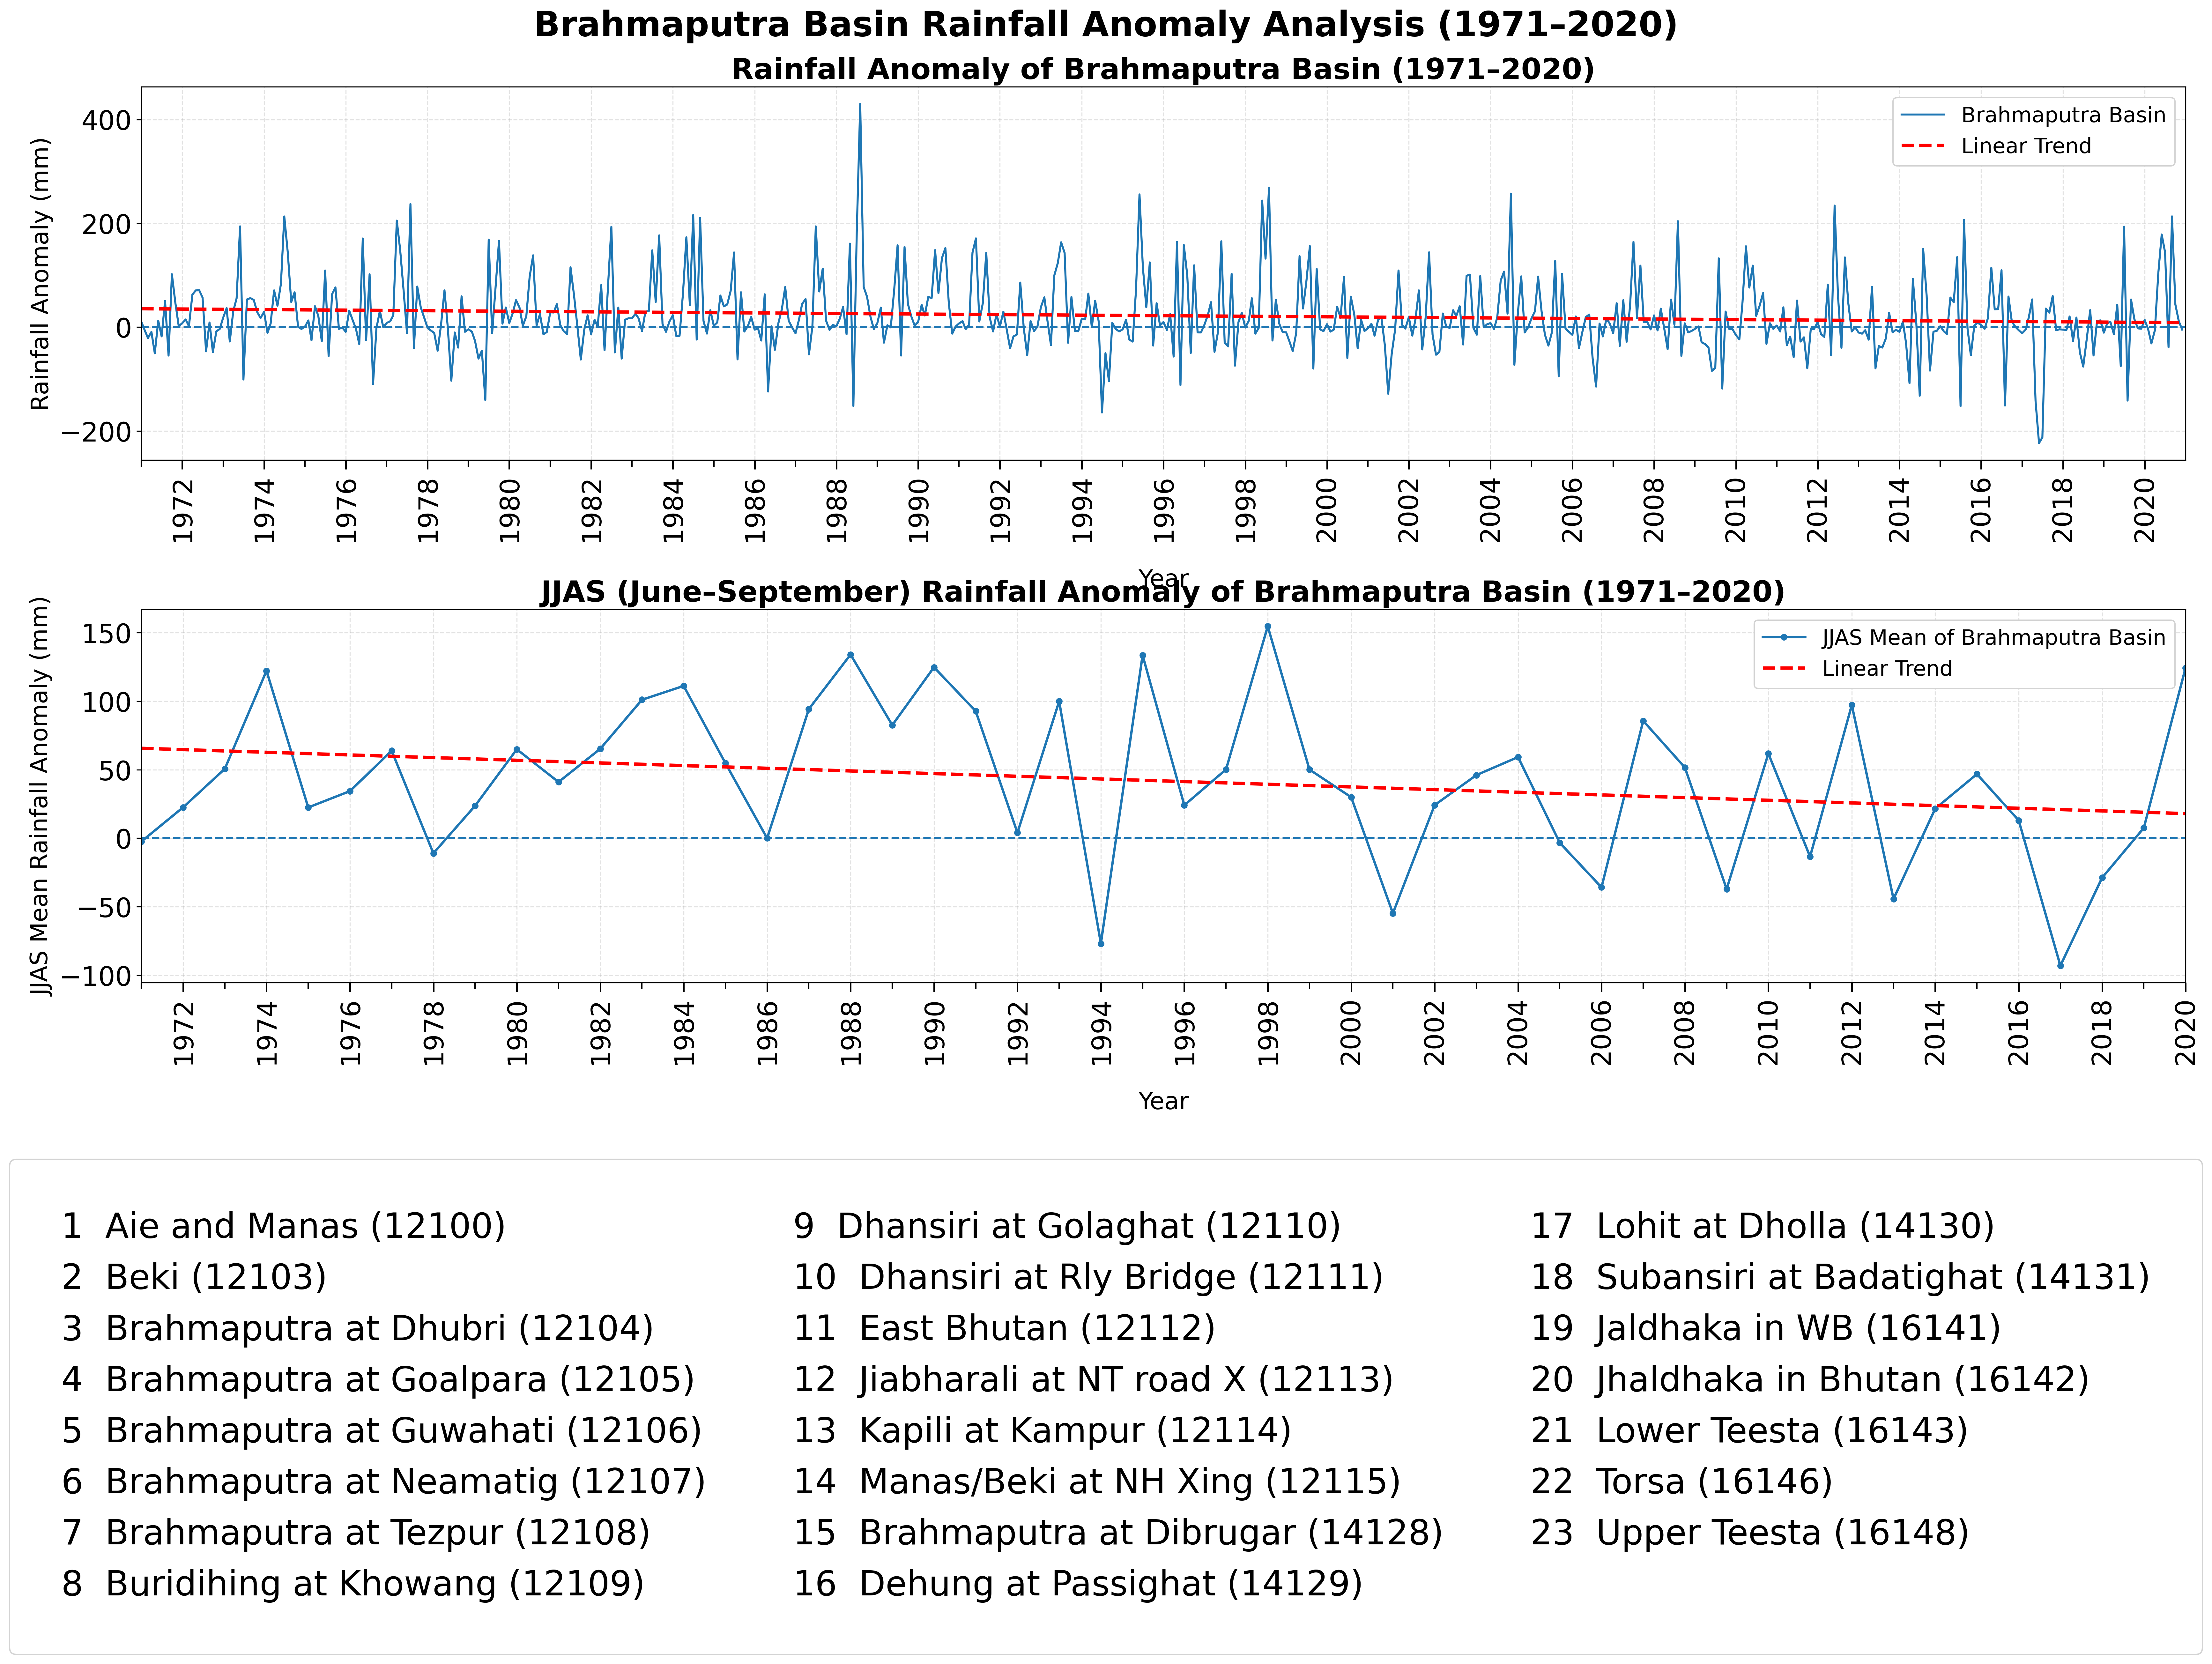 Brahmaputra Basin Rainfall Anomaly Analysis (1971–2020)
Rainfall Anomaly of Brahmaputra Basin (1971–2020)
Rainfall Anomaly (mm)
400
200
0
−200
Brahmaputra Basin
Linear Trend
1972
1974
1976
1978
1980
1982
1984
1986
1988
1990
1992
1994
1996
1998
2000
2002
2004
2006
2008
2010
2012
2014
2016
2018
2020
Year
JJAS (June–September) Rainfall Anomaly of Brahmaputra Basin (1971–2020)
JJAS Mean Rainfall Anomaly (mm)
150
100
50
0
−50
−100
JJAS Mean of Brahmaputra Basin
Linear Trend
1972
1974
1976
1978
1980
1982
1984
1986
1988
1990
1992
1994
1996
1998
2000
2002
2004
2006
2008
2010
2012
2014
2016
2018
2020
Year
1 Aie and Manas (12100)
2 Beki (12103)
3 Brahmaputra at Dhubri (12104)
4 Brahmaputra at Goalpara (12105)
5 Brahmaputra at Guwahati (12106)
6 Brahmaputra at Neamatig (12107)
7 Brahmaputra at Tezpur (12108)
8 Buridihing at Khowang (12109)
9 Dhansiri at Golaghat (12110)
10 Dhansiri at Rly Bridge (12111)
11 East Bhutan (12112)
12 Jiabharali at NT road X (12113)
13 Kapili at Kampur (12114)
14 Manas/Beki at NH Xing (12115)
15 Brahmaputra at Dibrugar (14128)
16 Dehung at Passighat (14129)
17 Lohit at Dholla (14130)
18 Subansiri at Badatighat (14131)
19 Jaldhaka in WB (16141)
20 Jhaldhaka in Bhutan (16142)
21 Lower Teesta (16143)
22 Torsa (16146)
23 Upper Teesta (16148)